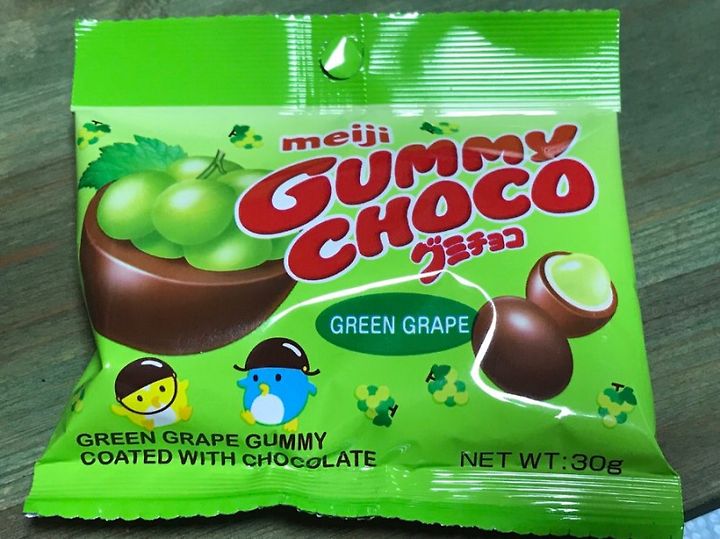 meiji
GUMMY
CHOCO
グミチョコ
GREEN GRAPE
GREEN GRAPE GUMMY
COATED WITH CHOCOLATE
NET WT:30g